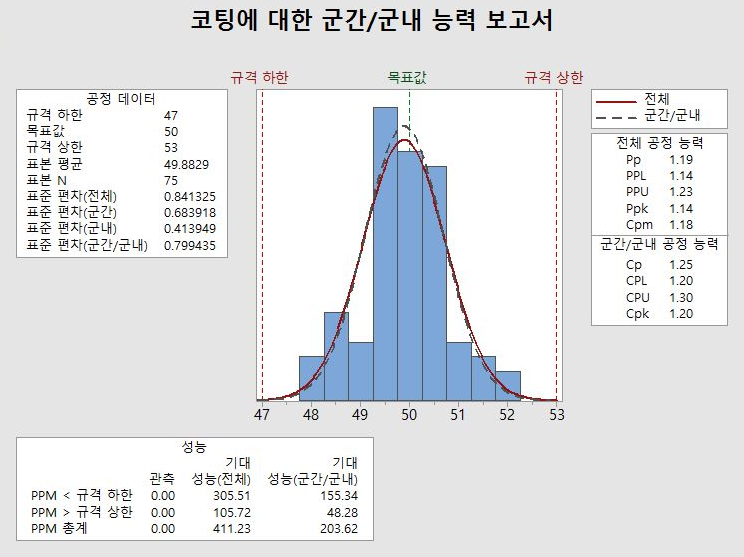 코팅에 대한 군간/군내 능력 보고서
규격 하한 목표값 규격 상한
공정 데이터
규격 하한 47
목표값 50
규격 상한 53
표본 평균 49.8829
표본 N 75
표준 편차(전체) 0.841325
표준 편차(군간) 0.683918
표준 편차(군내) 0.413949
표준 편차(군간/군내) 0.799435
전체
군간/군내
전체 공정 능력
Pp 1.19
PPL 1.14
PPU 1.23
Ppk 1.14
Cpm 1.18
군간/군내 공정 능력
Cp 1.25
CPL 1.20
CPU 1.30
Cpk 1.20
47 48 49 50 51 52 53
성능
기대 기대
관측 성능(전체) 성능(군간/군내)
PPM < 규격 하한 0.00 305.51 155.34
PPM > 규격 상한 0.00 105.72 48.28
PPM 총계 0.00 411.23 203.62